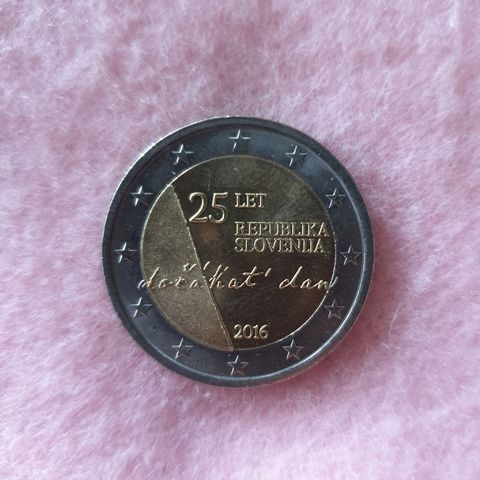 25 LET
REPUBLIKA
SLOVENIJA
dočakat' dan
2016